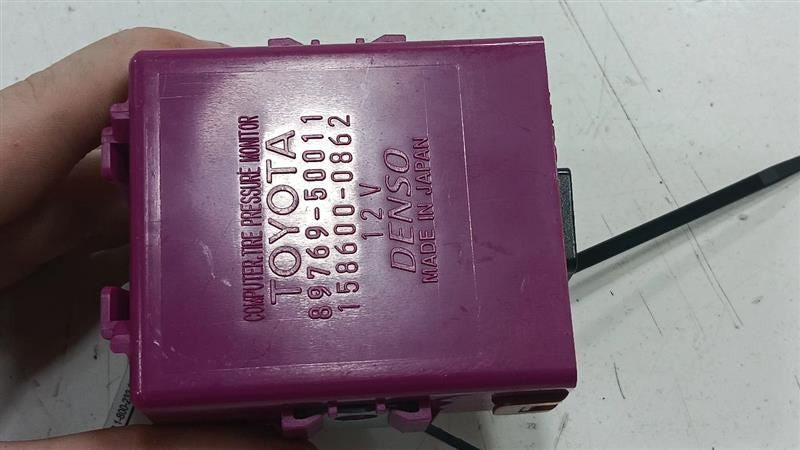 COMPUTER.TIRE PRESSURE MONITOR
TOYOTA
89769-50011
158600-0862
12V
DENSO
MADE IN JAPAN